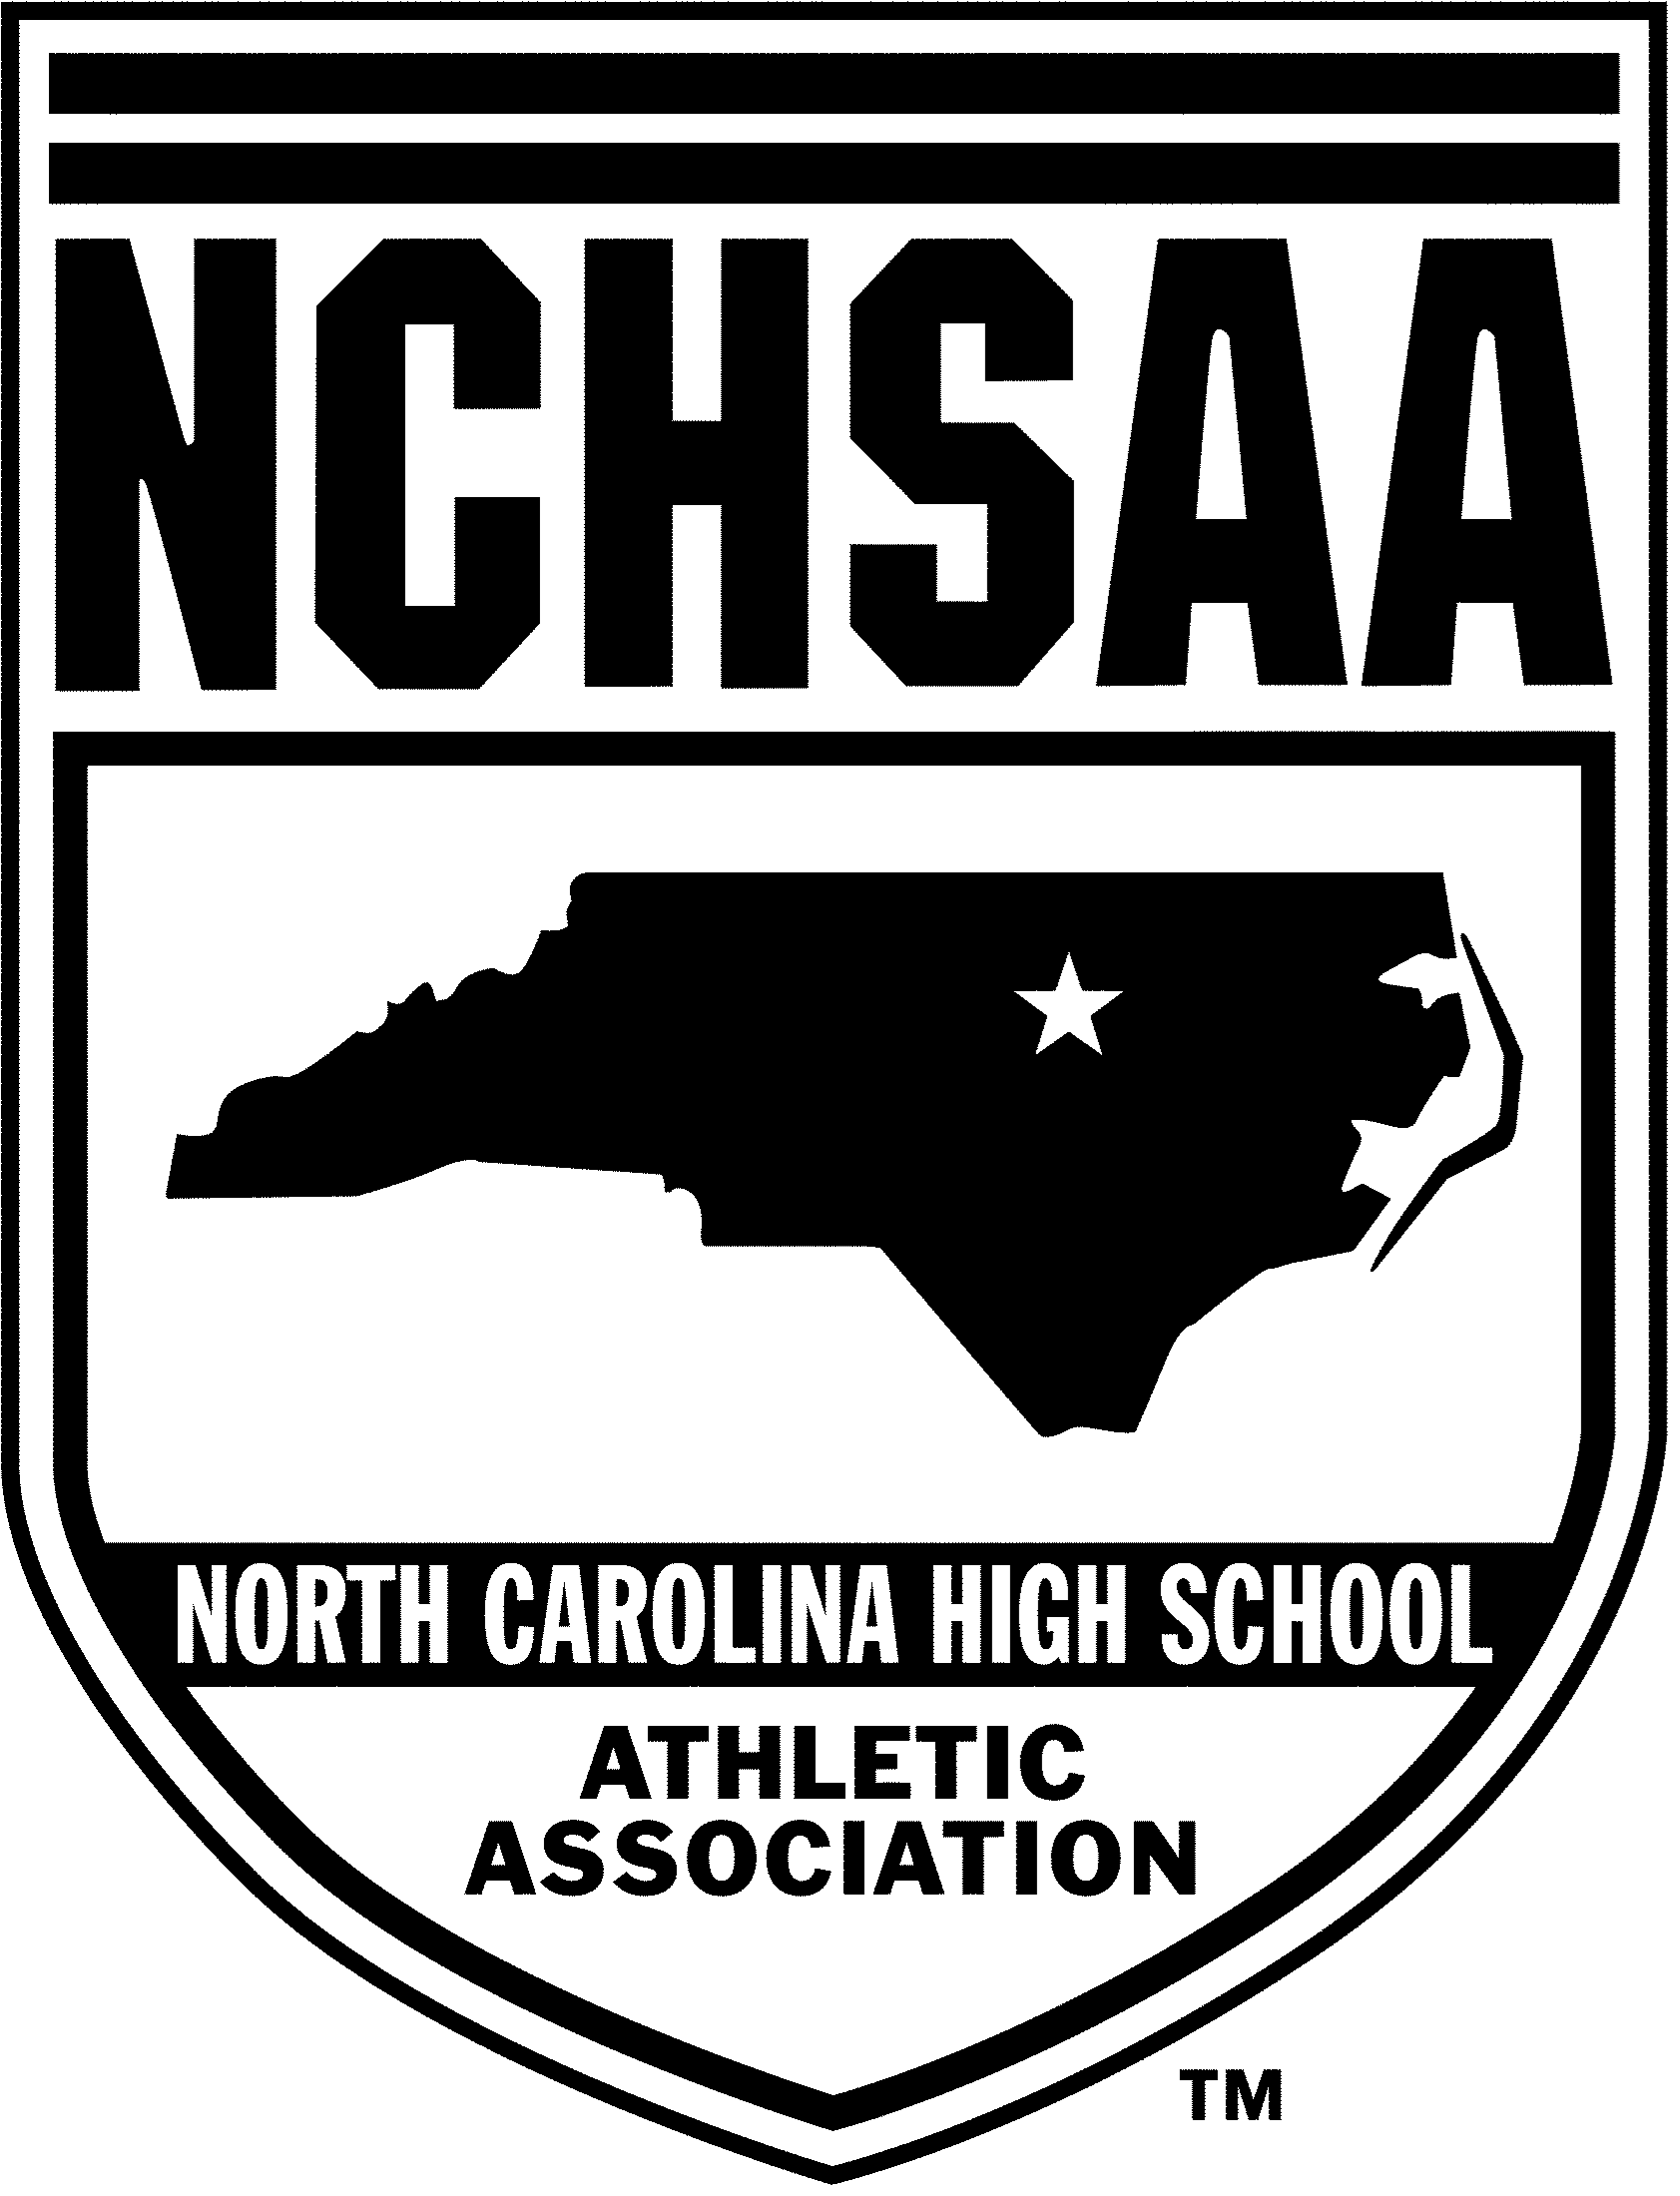 NCHSAA
NORTH CAROLINA HIGH SCHOOL
ATHLETIC
ASSOCIATION
TM